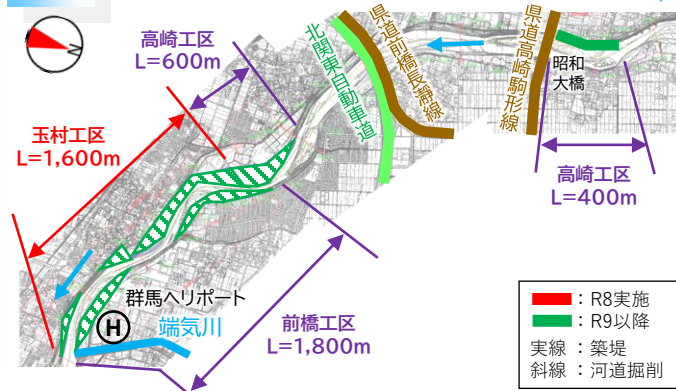 N
高崎工区
L=600m
北関東自動車道
県道前橋長瀞線
県道高崎駒形線
昭和
大橋
玉村工区
L=1,600m
高崎工区
L=400m
群馬ヘリポート
H
端気川
前橋工区
L=1,800m
：R8実施
：R9以降
実線 ：築堤
斜線 ：河道掘削